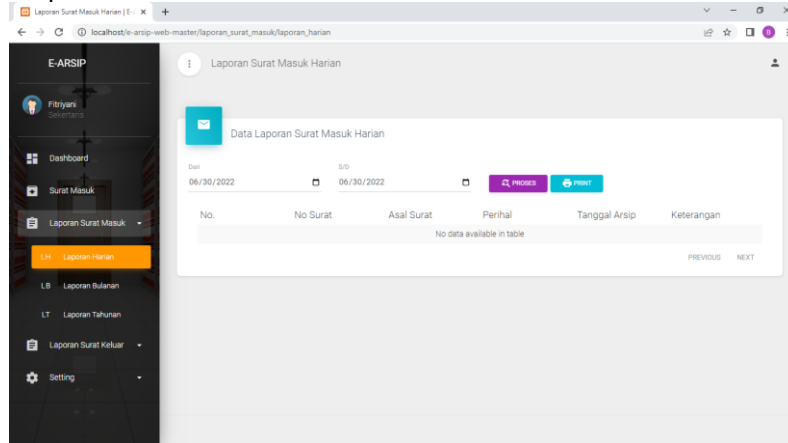 Laporan Surat Masuk Harian | E-
localhost/e-arsip-web-master/laporan_surat_masuk/laporan_harian
B
E-ARSIP
Laporan Surat Masuk Harian
Fitriyani
Sekertaris
Dashboard
Surat Masuk
Laporan Surat Masuk
LH Laporan Harian
LB Laporan Bulanan
LT Laporan Tahunan
Laporan Surat Keluar
Setting
Data Laporan Surat Masuk Harian
Dari S/D
06/30/2022 06/30/2022 PROSES PRINT
No. No Surat Asal Surat Perihal Tanggal Arsip Keterangan
No data available in table
PREVIOUS NEXT